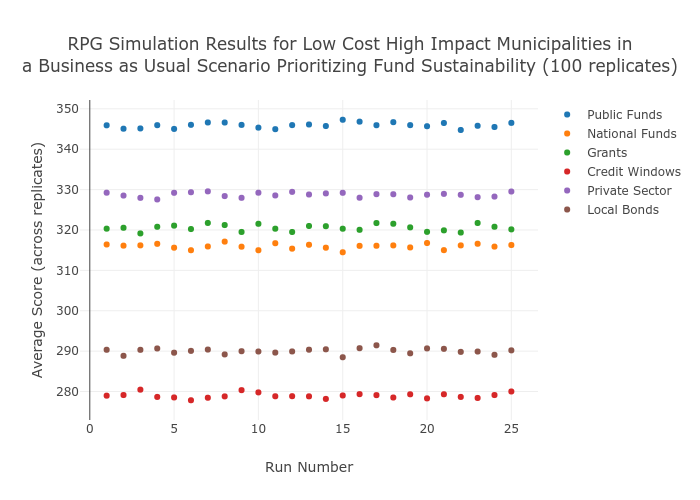 RPG Simulation Results for Low Cost High Impact Municipalities in
a Business as Usual Scenario Prioritizing Fund Sustainability (100 replicates)
350
340
330
320
310
300
290
280
Average Score (across replicates)
0
5
10
15
20
25
Run Number
Public Funds
National Funds
Grants
Credit Windows
Private Sector
Local Bonds